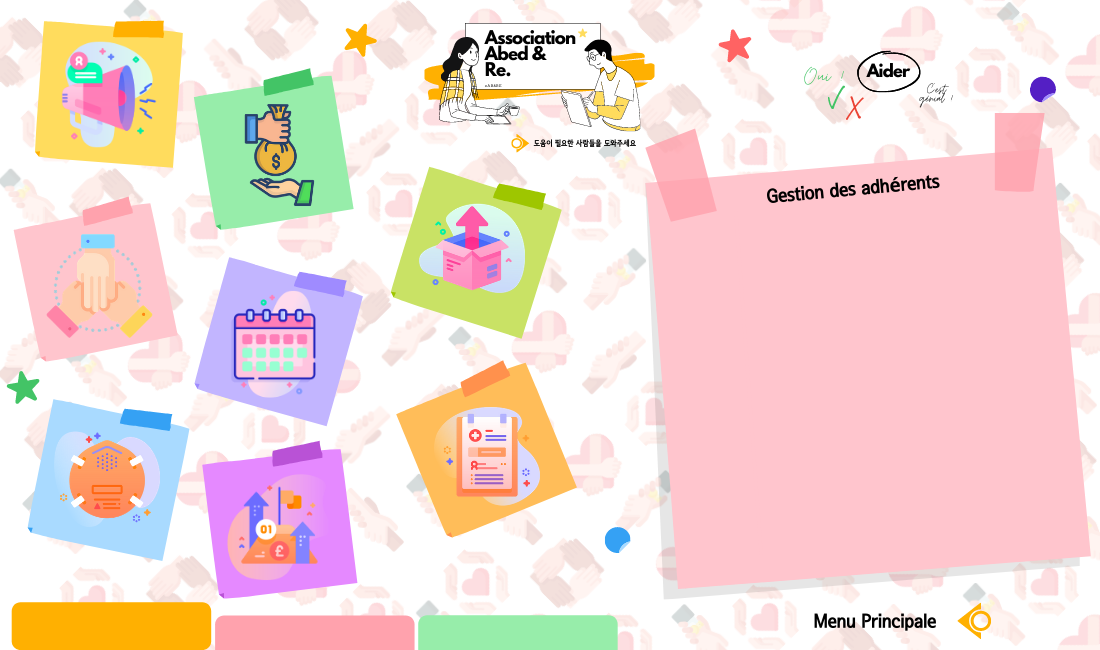 Association
Abed &
Re.
도움이 필요한 사람들을 도와주세요
Oui !
Aider
C'est
génial !
Gestion des adhérents
$
01
£
Menu Principale